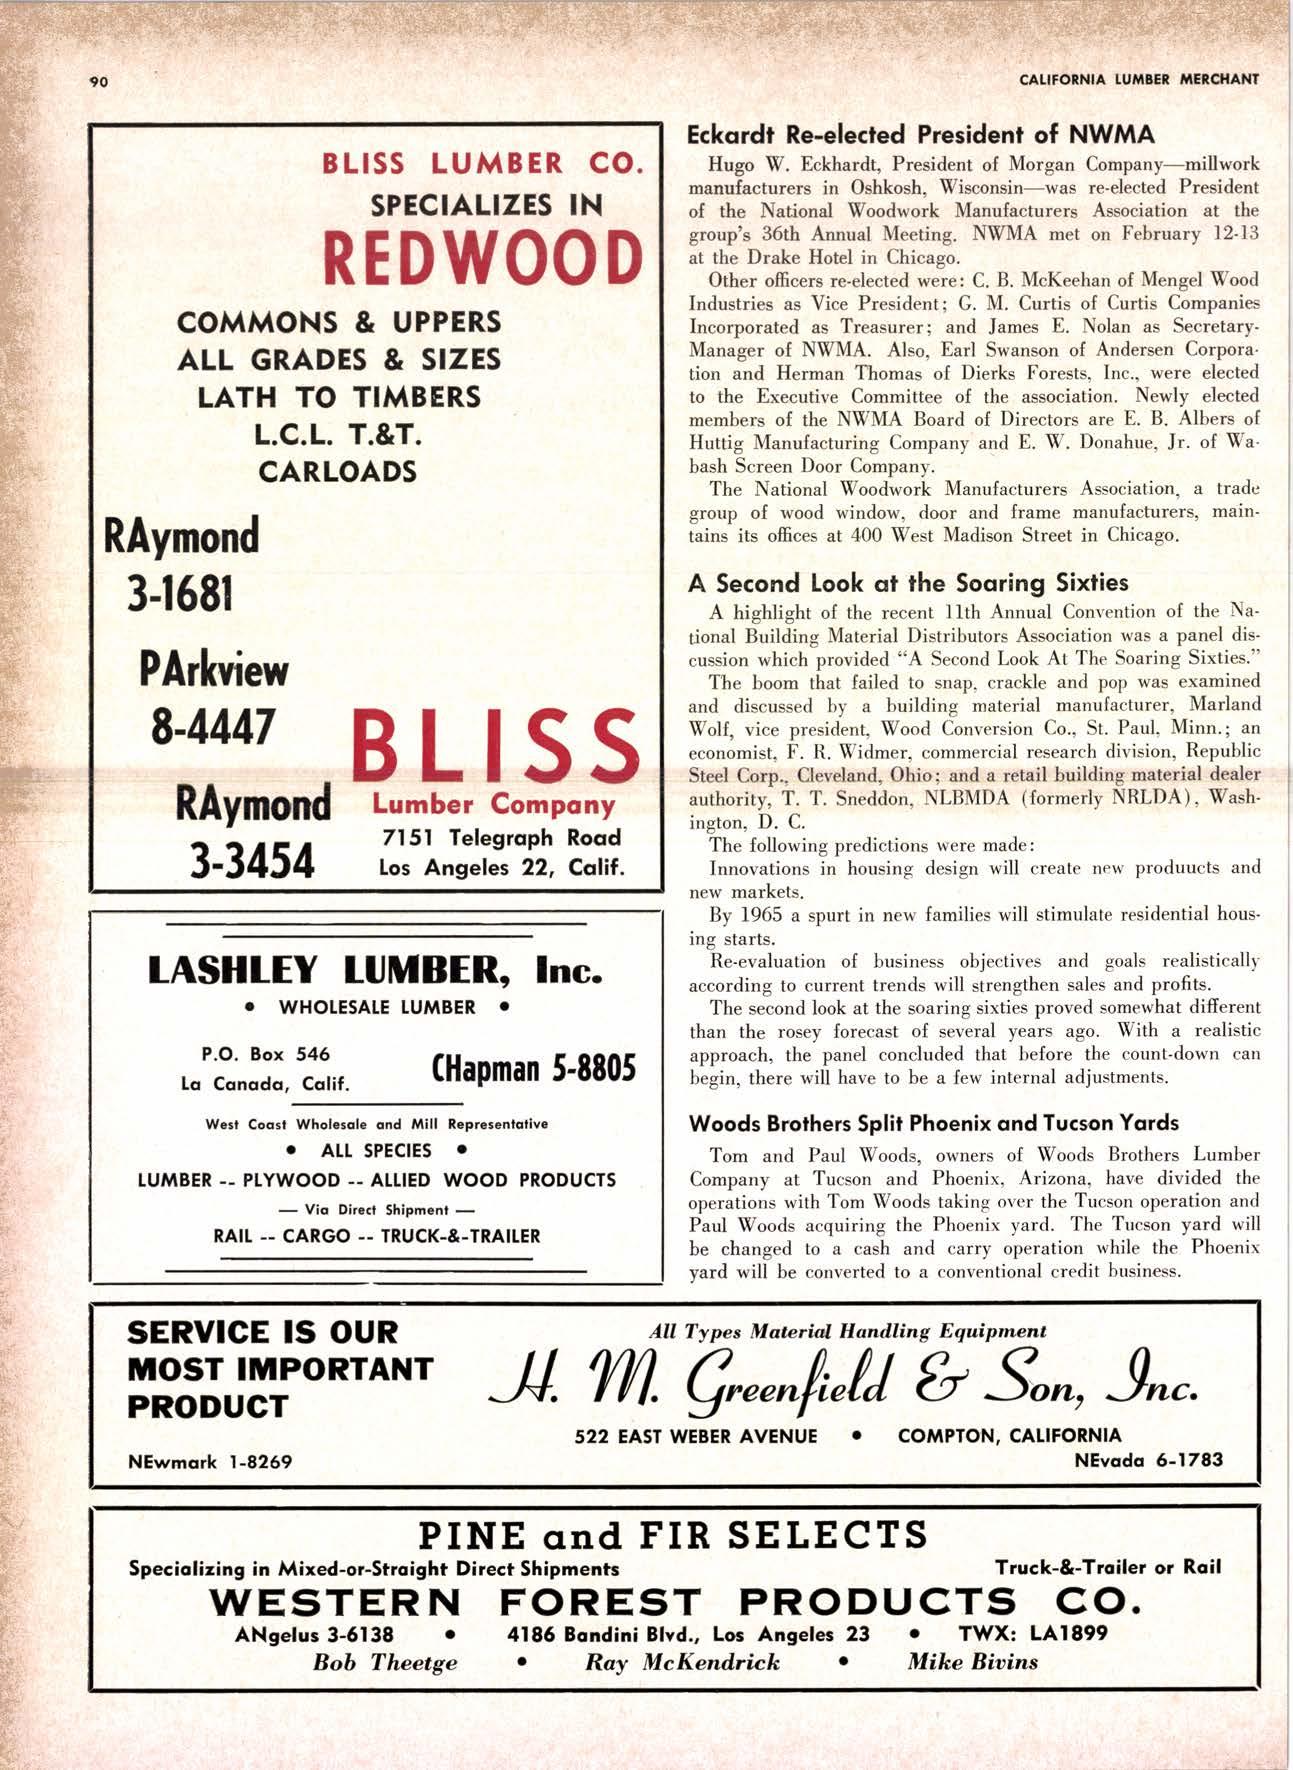 90
CALIFORNIA LUMBER MERCHANT
BLISS LUMBER CO.
SPECIALIZES IN
REDWOOD
COMMONS & UPPERS
ALL GRADES & SIZES
LATH TO TIMBERS
L.C.L. T.&T.
CARLOADS
RAymond
3-1681
PArkview
8-4447
RAymond
3-3454
BLISS
Lumber Company
7151 Telegraph Road
Los Angeles 22, Calif.
LASHLEY LUMBER, Inc.
• WHOLESALE LUMBER •
P.O. Box 546
La Canada, Calif.
CHapman 5-8805
West Coast Wholesale and Mill Representative
• ALL SPECIES •
LUMBER -- PLYWOOD -- ALLIED WOOD PRODUCTS
— Via Direct Shipment —
RAIL -- CARGO -- TRUCK-&-TRAILER
Eckardt Re-elected President of NWMA
Hugo W. Eckhardt, President of Morgan Company—millwork
manufacturers in Oshkosh, Wisconsin—was re-elected President
of the National Woodwork Manufacturers Association at the
group's 36th Annual Meeting. NWMA met on February 12-13
at the Drake Hotel in Chicago.
Other officers re-elected were: C. B. McKeehan of Mengel Wood
Industries as Vice President; G. M. Curtis of Curtis Companies
Incorporated as Treasurer; and James E. Nolan as Secretary-
Manager of NWMA. Also, Earl Swanson of Andersen Corpora-
tion and Herman Thomas of Dierks Forests, Inc., were elected
to the Executive Committee of the association. Newly elected
members of the NWMA Board of Directors are E. B. Albers of
Huttig Manufacturing Company and E. W. Donahue, Jr. of Wa-
bash Screen Door Company.
The National Woodwork Manufacturers Association, a trade
group of wood window, door and frame manufacturers, main-
tains its offices at 400 West Madison Street in Chicago.
A Second Look at the Soaring Sixties
A highlight of the recent 11th Annual Convention of the Na-
tional Building Material Distributors Association was a panel dis-
cussion which provided "A Second Look At The Soaring Sixties."
The boom that failed to snap, crackle and pop was examined
and discussed by a building material manufacturer, Marland
Wolf, vice president, Wood Conversion Co., St. Paul, Minn.; an
economist, F. R. Widmer, commercial research division, Republic
Steel Corp., Cleveland, Ohio; and a retail building material dealer
authority, T. T. Sneddon, NLBMDA (formerly NRLDA), Wash-
ington, D. C.
The following predictions were made:
Innovations in housing design will create new produucts and
new markets.
By 1965 a spurt in new families will stimulate residential hous-
ing starts.
Re-evaluation of business objectives and goals realistically
according to current trends will strengthen sales and profits.
The second look at the soaring sixties proved somewhat different
than the rosey forecast of several years ago. With a realistic
approach, the panel concluded that before the count-down can
begin, there will have to be a few internal adjustments.
Woods Brothers Split Phoenix and Tucson Yards
Tom and Paul Woods, owners of Woods Brothers Lumber
Company at Tucson and Phoenix, Arizona, have divided the
operations with Tom Woods taking over the Tucson operation and
Paul Woods acquiring the Phoenix yard. The Tucson yard will
be changed to a cash and carry operation while the Phoenix
yard will be converted to a conventional credit business.
SERVICE IS OUR
MOST IMPORTANT
PRODUCT
NEwmark 1-8269
All Types Material Handling Equipment
H. M. Greenfield & Son, Inc.
522 EAST WEBER AVENUE • COMPTON, CALIFORNIA
NEvada 6-1783
PINE and FIR SELECTS
Specializing in Mixed-or-Straight Direct Shipments Truck-&-Trailer or Rail
WESTERN FOREST PRODUCTS CO.
ANgelus 3-6138 • 4186 Bandini Blvd., Los Angeles 23 • TWX: LA1899
Bob Theetge • Ray McKendrick • Mike Bivins